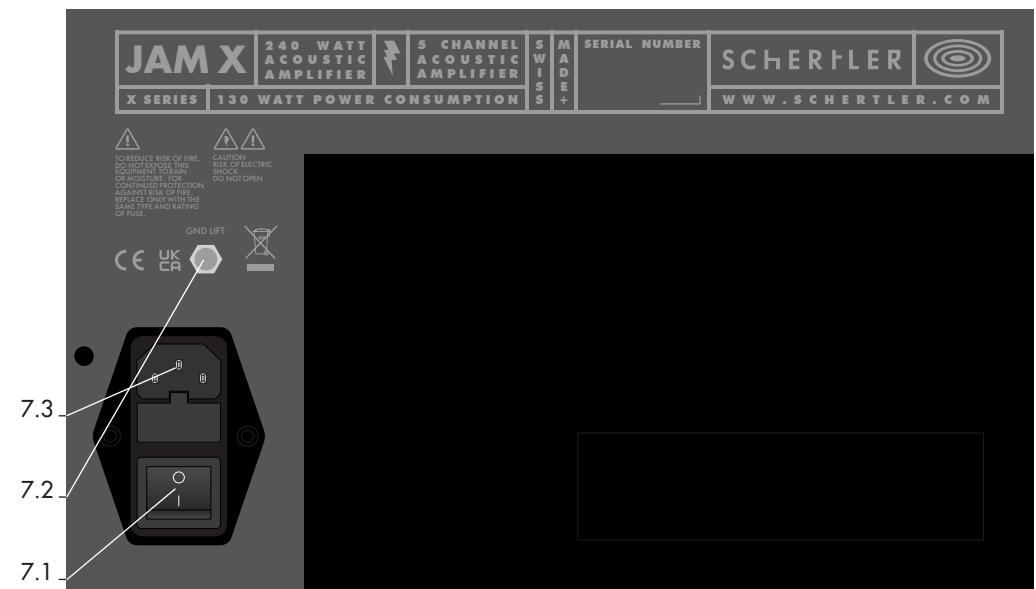 JAM X
240 WATT
ACOUSTIC
AMPLIFIER
5 CHANNEL
ACOUSTIC
AMPLIFIER
SWISS
MADE+
SERIAL NUMBER
SCHERTLER
X SERIES
130 WATT POWER CONSUMPTION
WWW.SCHERTLER.COM
TO REDUCE RISK OF FIRE,
DO NOT EXPOSE THIS
EQUIPMENT TO RAIN
OR MOISTURE. FOR
CONTINUED PROTECTION
AGAINST RISK OF FIRE,
REPLACE ONLY WITH THE
SAME TYPE AND RATING
OF FUSE.
CAUTION
RISK OF ELECTRIC
SHOCK
DO NOT OPEN
GND LIFT
CE
UK
CA
7.3
7.2
7.1